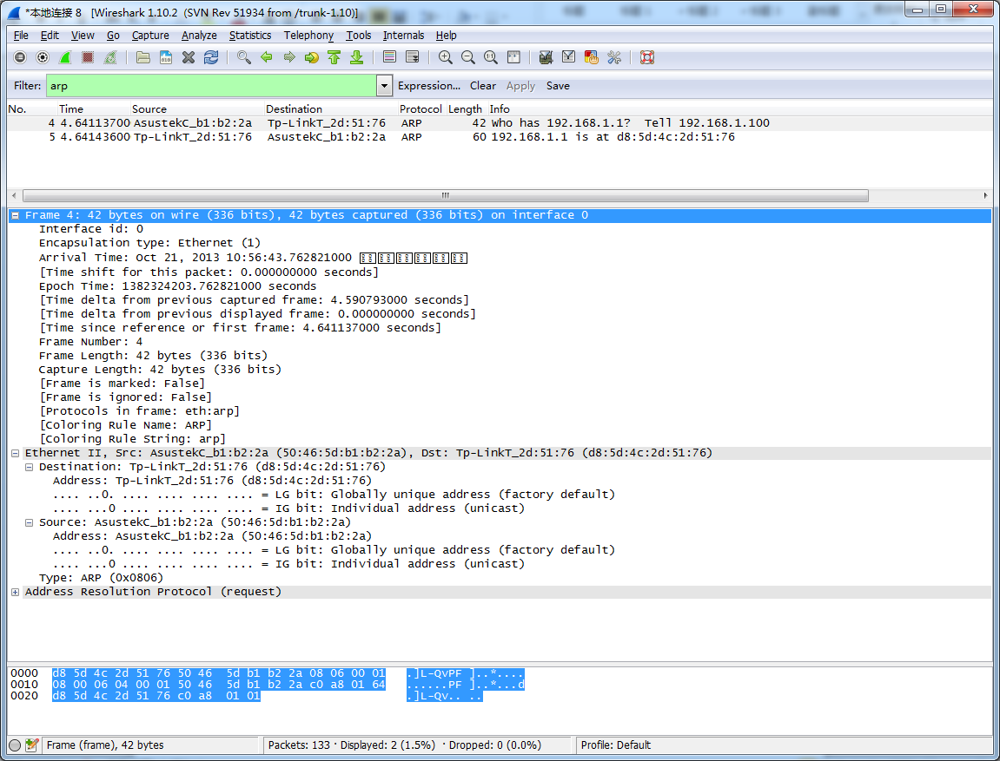 *本地连接 8 [Wireshark 1.10.2 (SVN Rev 51934 from /trunk-1.10)]
File Edit View Go Capture Analyze Statistics Telephony Tools Internals Help
Filter: arp Expression... Clear Apply Save
No. Time Source Destination Protocol Length Info
4 4.64113700 AsustekC_b1:b2:2a Tp-LinkT_2d:51:76 ARP 42 Who has 192.168.1.1? Tell 192.168.1.100
5 4.64143600 Tp-LinkT_2d:51:76 AsustekC_b1:b2:2a ARP 60 192.168.1.1 is at d8:5d:4c:2d:51:76
Frame 4: 42 bytes on wire (336 bits), 42 bytes captured (336 bits) on interface 0
Interface id: 0
Encapsulation type: Ethernet (1)
Arrival Time: Oct 21, 2013 10:56:43.762821000
[Time shift for this packet: 0.000000000 seconds]
Epoch Time: 1382324203.762821000 seconds
[Time delta from previous captured frame: 4.590793000 seconds]
[Time delta from previous displayed frame: 0.000000000 seconds]
[Time since reference or first frame: 4.641137000 seconds]
Frame Number: 4
Frame Length: 42 bytes (336 bits)
Capture Length: 42 bytes (336 bits)
[Frame is marked: False]
[Frame is ignored: False]
[Protocols in frame: eth:arp]
[Coloring Rule Name: ARP]
[Coloring Rule String: arp]
Ethernet II, Src: AsustekC_b1:b2:2a (50:46:5d:b1:b2:2a), Dst: Tp-LinkT_2d:51:76 (d8:5d:4c:2d:51:76)
Destination: Tp-LinkT_2d:51:76 (d8:5d:4c:2d:51:76)
Address: Tp-LinkT_2d:51:76 (d8:5d:4c:2d:51:76)
.... ..0. .... .... .... .... = LG bit: Globally unique address (factory default)
.... ...0 .... .... .... .... = IG bit: Individual address (unicast)
Source: AsustekC_b1:b2:2a (50:46:5d:b1:b2:2a)
Address: AsustekC_b1:b2:2a (50:46:5d:b1:b2:2a)
.... ..0. .... .... .... .... = LG bit: Globally unique address (factory default)
.... ...0 .... .... .... .... = IG bit: Individual address (unicast)
Type: ARP (0x0806)
Address Resolution Protocol (request)
0000 d8 5d 4c 2d 51 76 50 46 5d b1 b2 2a 08 06 00 01 .]L-QvPF ]..*....
0010 08 00 06 04 00 01 50 46 5d b1 b2 2a c0 a8 01 64 ......PF ]..*...d
0020 d8 5d 4c 2d 51 76 c0 a8 01 01 .]L-Qv.. ..
Frame (frame), 42 bytes Packets: 133 · Displayed: 2 (1.5%) · Dropped: 0 (0.0%) Profile: Default